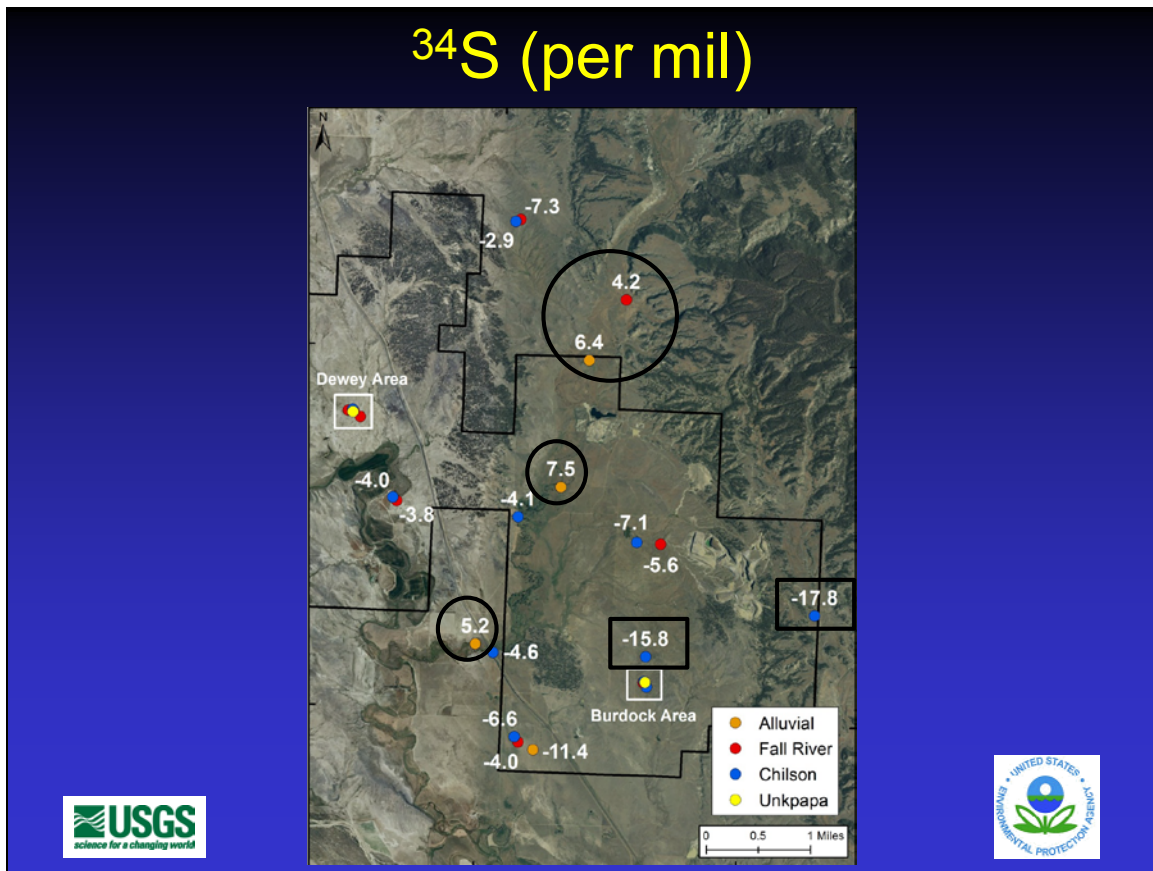 ³⁴S (per mil)
N
-7.3
-2.9
4.2
6.4
Dewey Area
7.5
-4.0
-3.8
-4.1
-7.1
-5.6
-17.8
5.2
-4.6
-15.8
Burdock Area
-6.6
-4.0
-11.4
Alluvial
Fall River
Chilson
Unkpapa
0 0.5 1 Miles
USGS
science for a changing world
UNITED STATES
ENVIRONMENTAL PROTECTION AGENCY